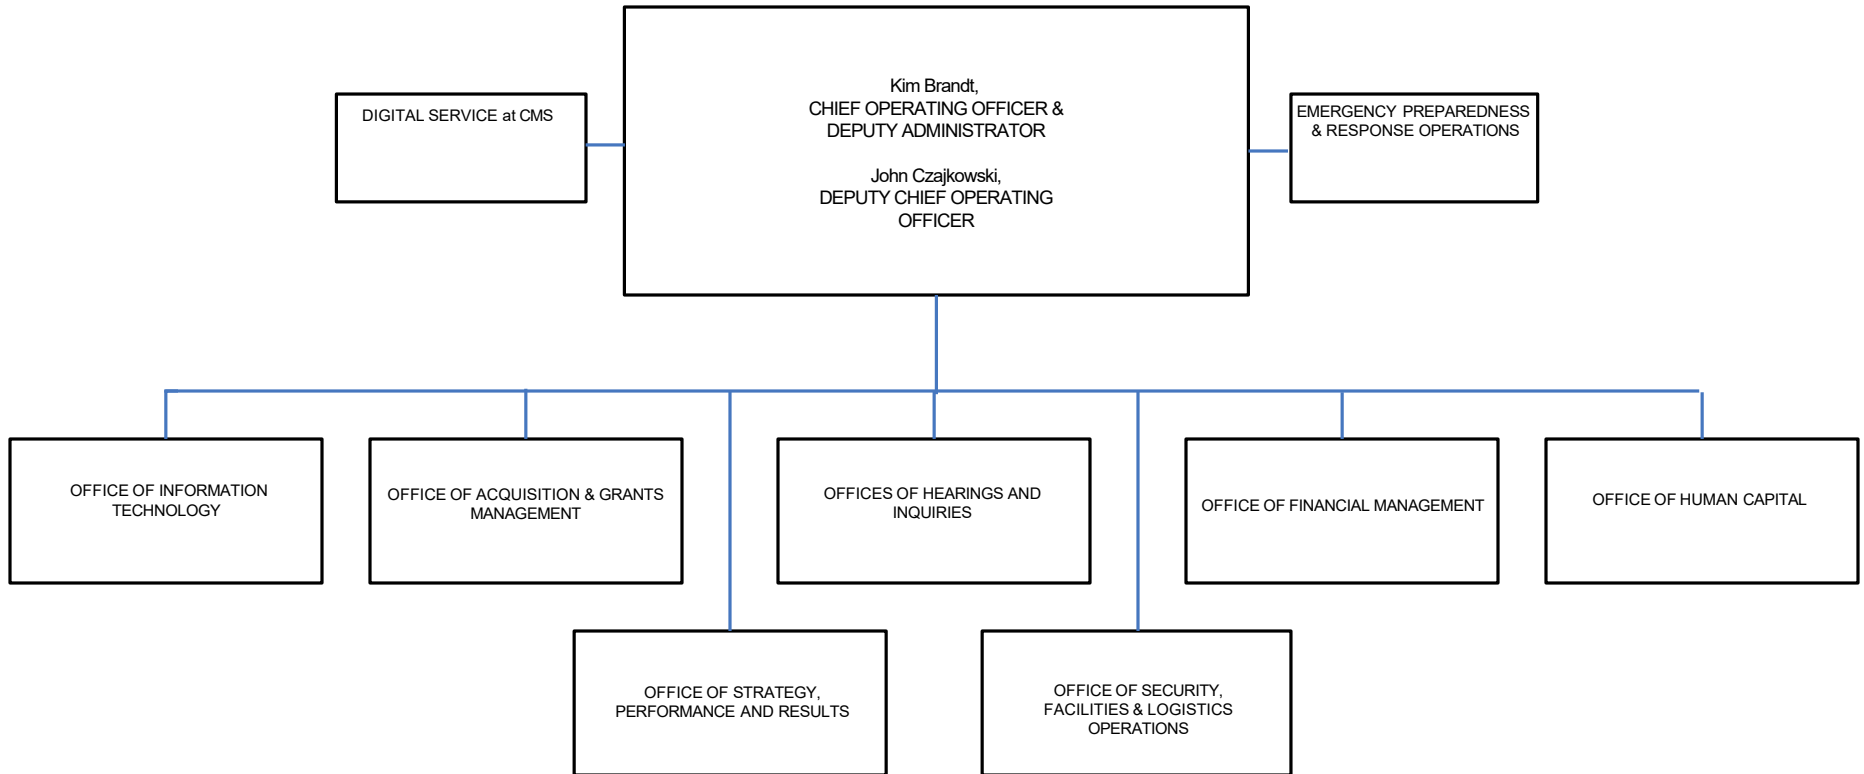 Kim Brandt,
CHIEF OPERATING OFFICER &
DEPUTY ADMINISTRATOR
John Czajkowski,
DEPUTY CHIEF OPERATING
OFFICER
DIGITAL SERVICE at CMS
EMERGENCY PREPAREDNESS
& RESPONSE OPERATIONS
OFFICE OF INFORMATION
TECHNOLOGY
OFFICE OF ACQUISITION & GRANTS
MANAGEMENT
OFFICES OF HEARINGS AND
INQUIRIES
OFFICE OF FINANCIAL MANAGEMENT
OFFICE OF HUMAN CAPITAL
OFFICE OF STRATEGY,
PERFORMANCE AND RESULTS
OFFICE OF SECURITY,
FACILITIES & LOGISTICS
OPERATIONS